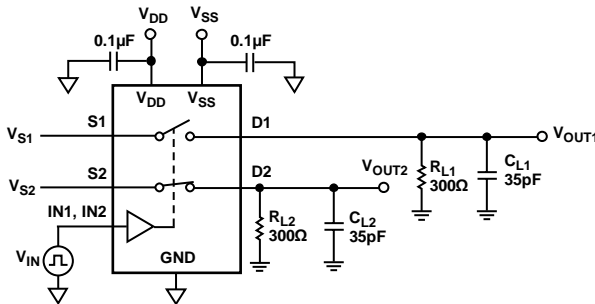 VDD VSS
0.1µF 0.1µF
VDD VSS
VS1 S1 D1 VOUT1
VS2 S2 D2 VOUT2
RL1
300Ω
CL1
35pF
IN1, IN2
RL2
300Ω
CL2
35pF
VIN
GND